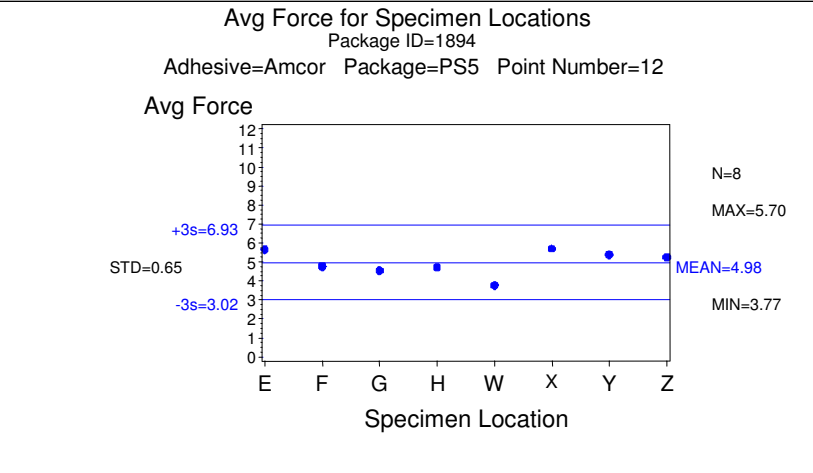 Avg Force for Specimen Locations
Package ID=1894
Adhesive=Amcor   Package=PS5   Point Number=12
Avg Force
12
11
10
9
8
7
6
5
4
3
2
1
0
+3s=6.93
STD=0.65
-3s=3.02
N=8
MAX=5.70
MEAN=4.98
MIN=3.77
E F G H W X Y Z
Specimen Location